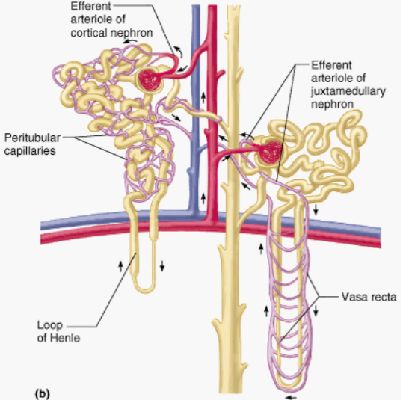 Efferent
arteriole of
cortical nephron
Efferent
arteriole of
juxtamedullary
nephron
Peritubular
capillaries
Vasa recta
Loop
of Henle
(b)